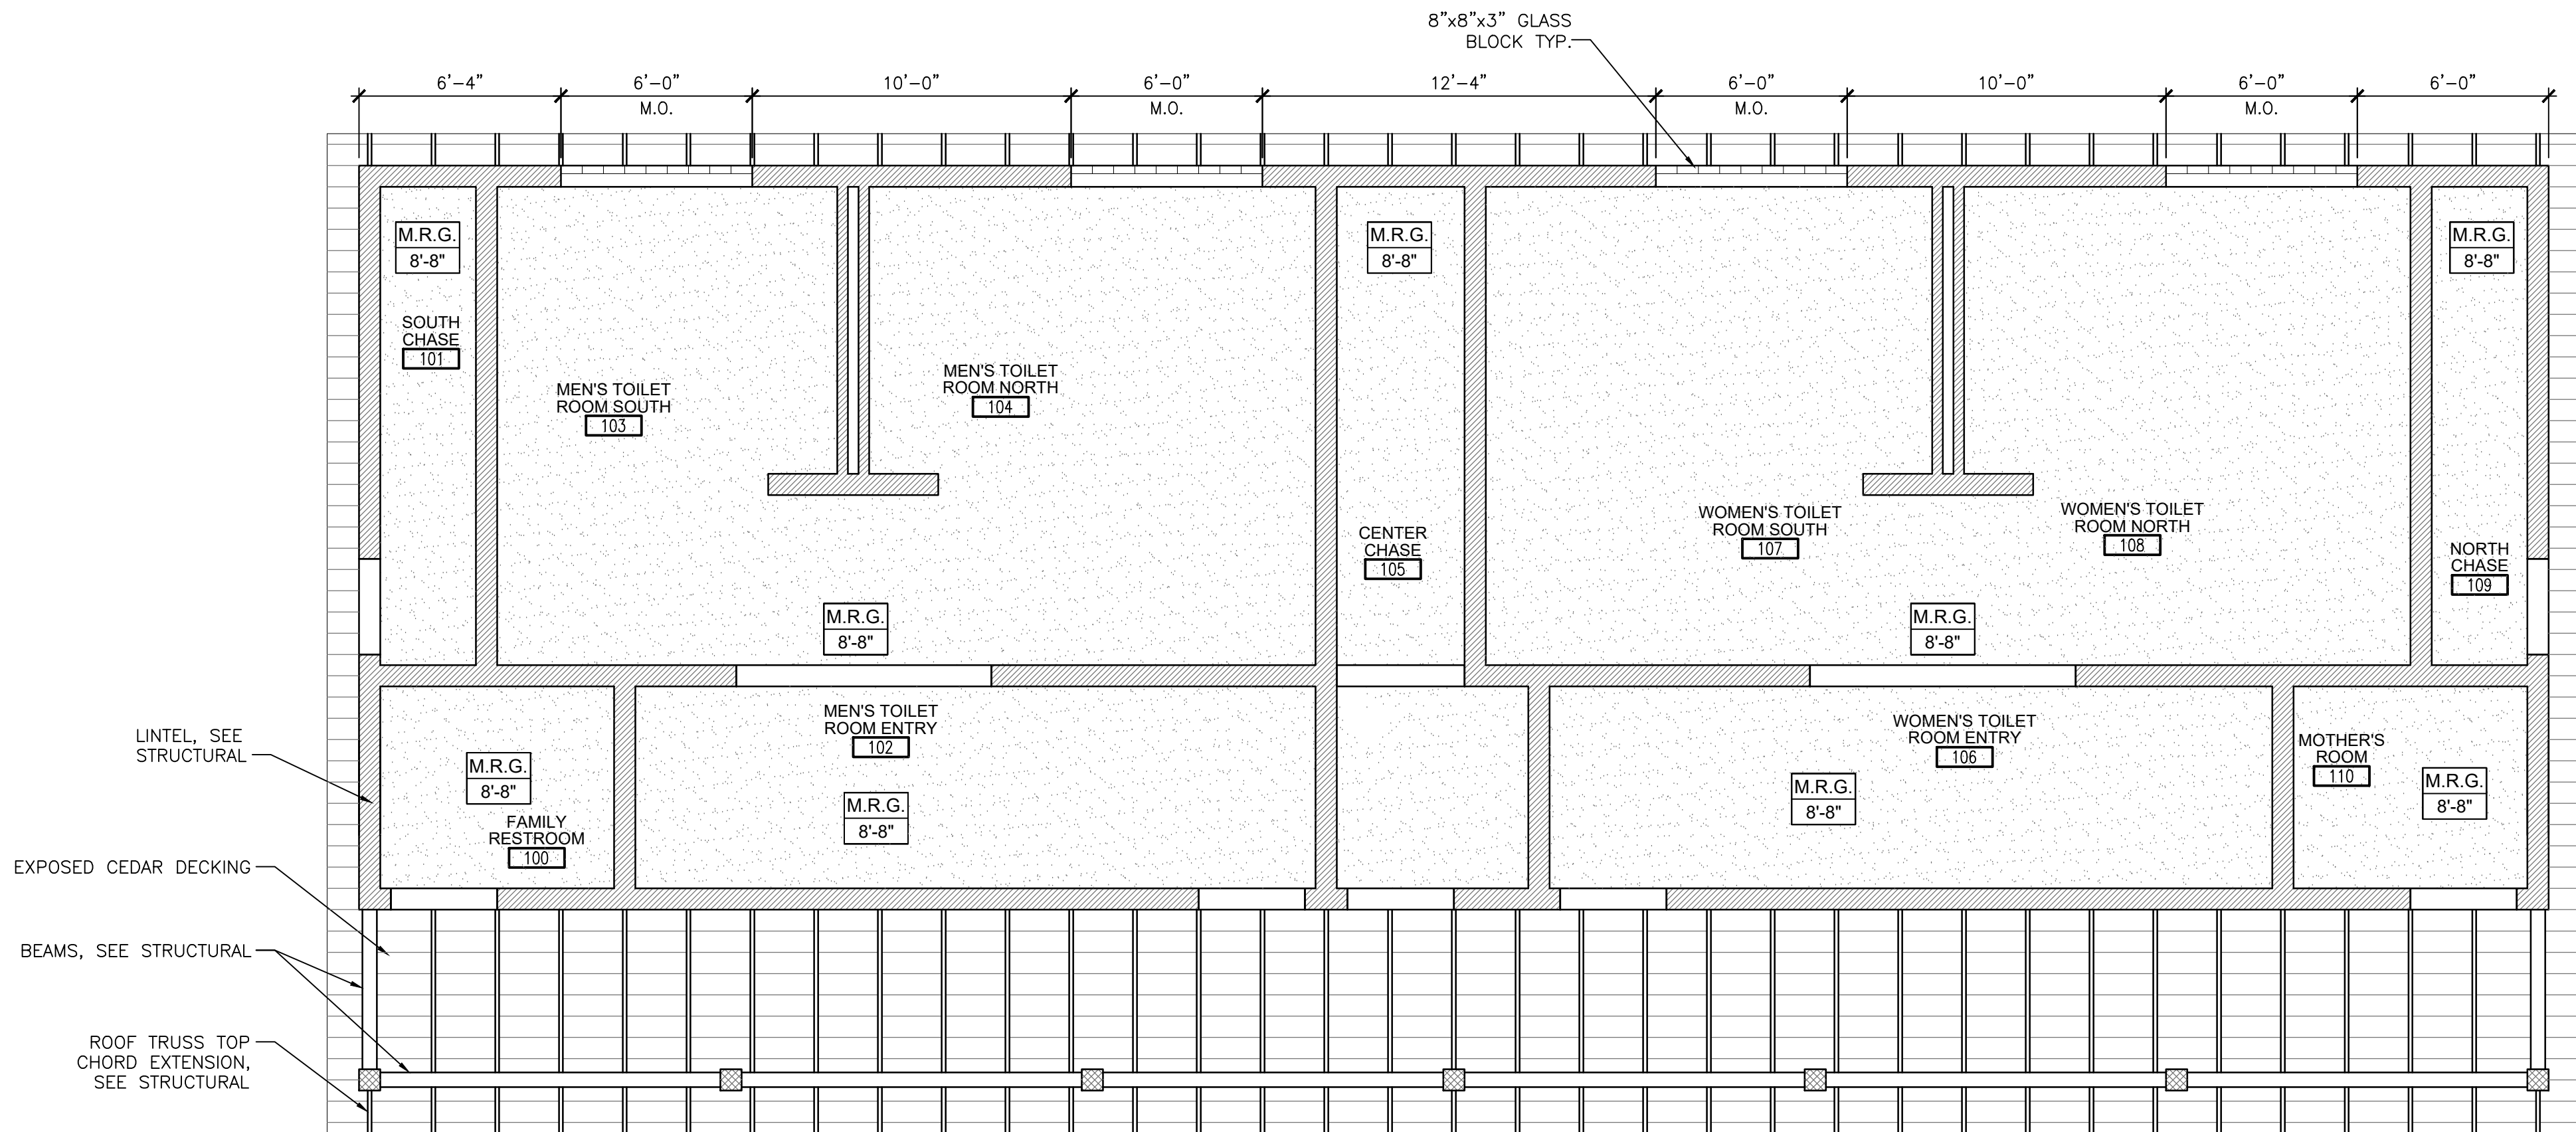 8”x8”x3” GLASS
BLOCK TYP.
6’-4” 6’-0” 10’-0” 6’-0” 12’-4” 6’-0” 10’-0” 6’-0” 6’-0”
M.O. M.O. M.O. M.O.
M.R.G.
8'-8"
M.R.G.
8'-8"
M.R.G.
8'-8"
SOUTH
CHASE
101
MEN'S TOILET
ROOM SOUTH
103
MEN'S TOILET
ROOM NORTH
104
CENTER
CHASE
105
WOMEN'S TOILET
ROOM SOUTH
107
WOMEN'S TOILET
ROOM NORTH
108
NORTH
CHASE
109
M.R.G.
8'-8"
M.R.G.
8'-8"
MEN'S TOILET
ROOM ENTRY
102
M.R.G.
8'-8"
WOMEN'S TOILET
ROOM ENTRY
106
M.R.G.
8'-8"
MOTHER'S
ROOM
110
M.R.G.
8'-8"
M.R.G.
8'-8"
FAMILY
RESTROOM
100
LINTEL, SEE
STRUCTURAL
EXPOSED CEDAR DECKING
BEAMS, SEE STRUCTURAL
ROOF TRUSS TOP
CHORD EXTENSION,
SEE STRUCTURAL